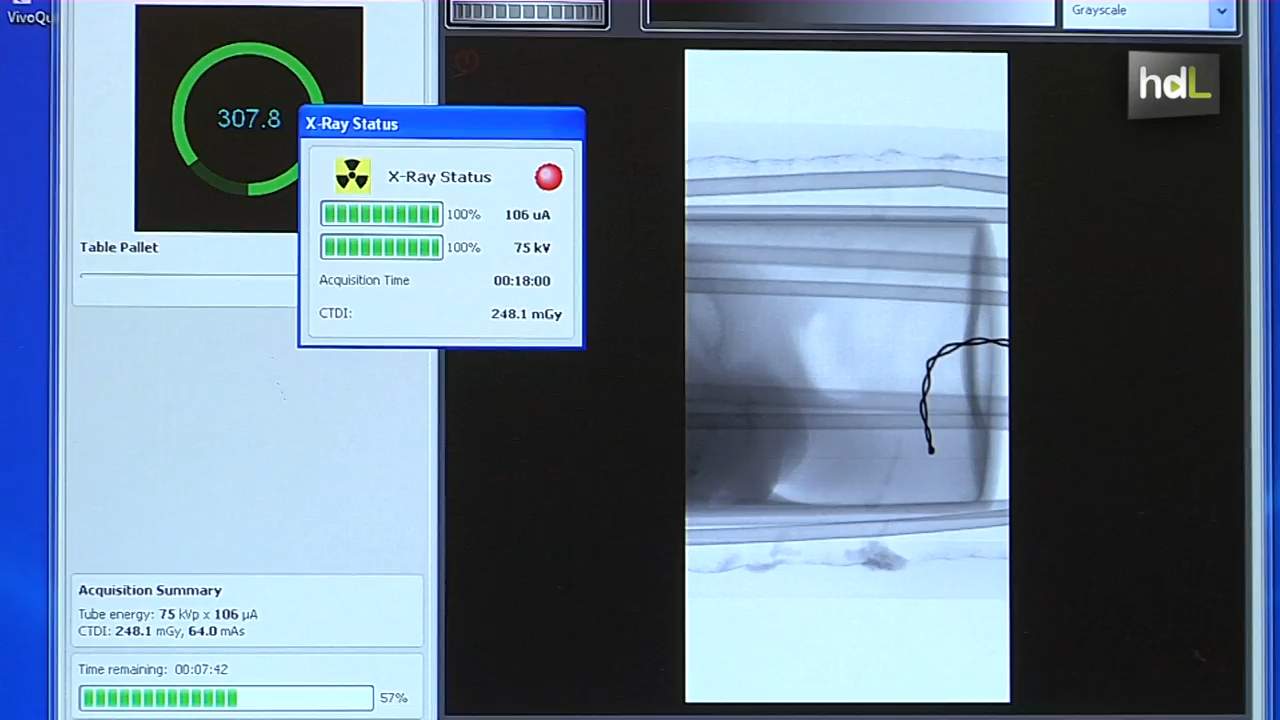 VivoQu
Grayscale
hdL
307.8
X-Ray Status
X-Ray Status
100% 106 uA
100% 75 kV
Acquisition Time 00:18:00
CTDI: 248.1 mGy
Table Pallet
Acquisition Summary
Tube energy: 75 kVp x 106 µA
CTDI: 248.1 mGy, 64.0 mAs
Time remaining: 00:07:42
57%